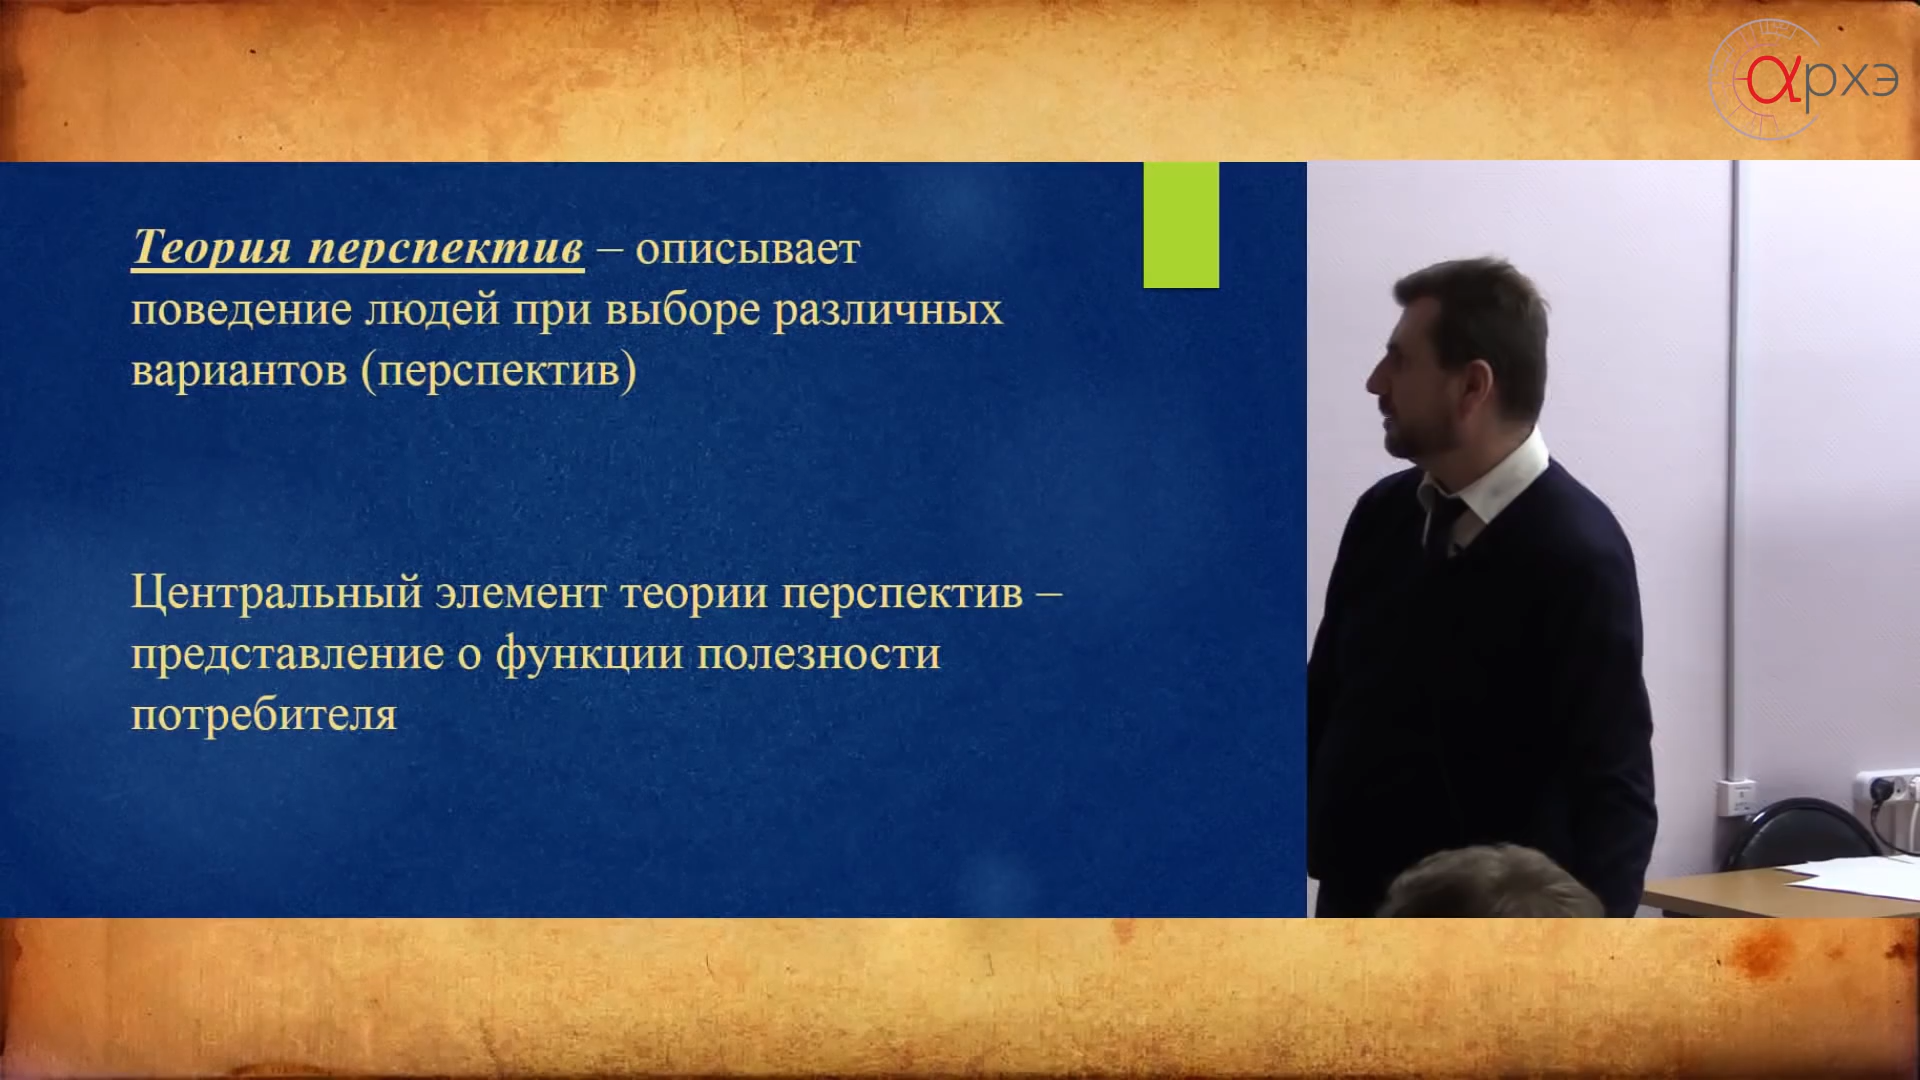 αрхэ
Теория перспектив – описывает
поведение людей при выборе различных
вариантов (перспектив)
Центральный элемент теории перспектив –
представление о функции полезности
потребителя